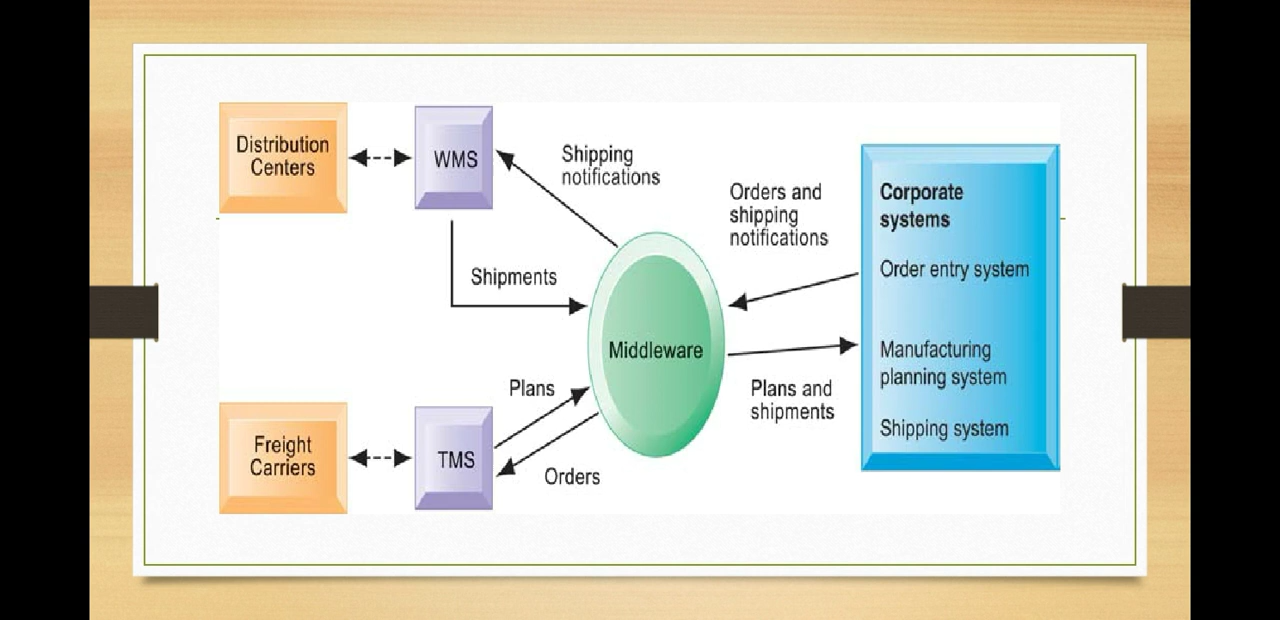 Distribution
Centers
WMS
Shipping
notifications
Orders and
shipping
notifications
Corporate
systems
Order entry system
Shipments
Middleware
Manufacturing
planning system
Plans
Plans and
shipments
Shipping system
Freight
Carriers
TMS
Orders